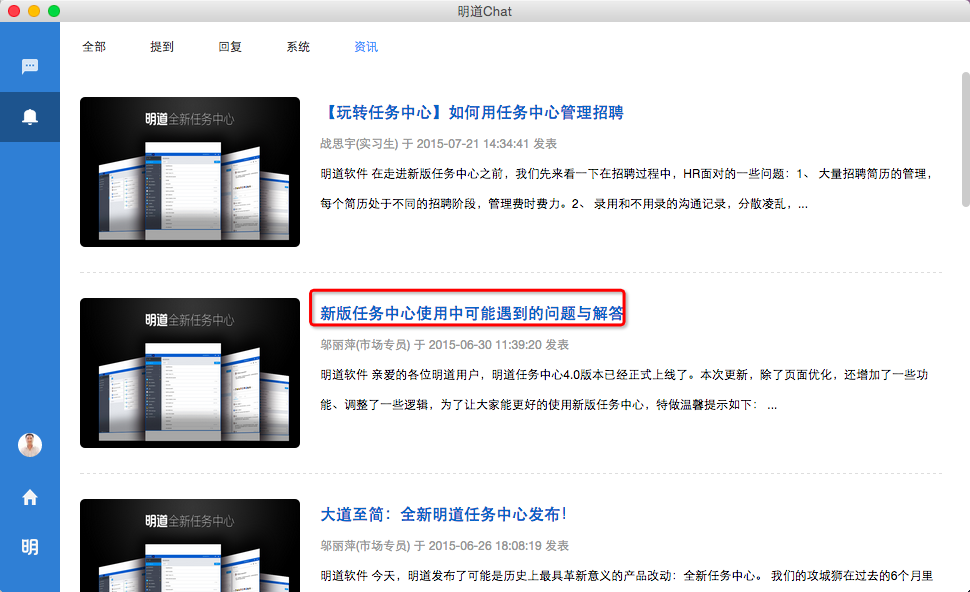 明道Chat
全部 提到 回复 系统 资讯
明道全新任务中心
【玩转任务中心】如何用任务中心管理招聘
战思宇(实习生) 于 2015-07-21 14:34:41 发表
明道软件 在走进新版任务中心之前，我们先来看一下在招聘过程中，HR面对的一些问题：1、 大量招聘简历的管理，
每个简历处于不同的招聘阶段，管理费时费力。2、 录用和不用录的沟通记录，分散凌乱，...
明道全新任务中心
新版任务中心使用中可能遇到的问题与解答
邬丽萍(市场专员) 于 2015-06-30 11:39:20 发表
明道软件 亲爱的各位明道用户，明道任务中心4.0版本已经正式上线了。本次更新，除了页面优化，还增加了一些功
能、调整了一些逻辑，为了让大家能更好的使用新版任务中心，特做温馨提示如下： ...
明道全新任务中心
大道至简：全新明道任务中心发布！
邬丽萍(市场专员) 于 2015-06-26 18:08:19 发表
明道软件 今天，明道发布了可能是历史上最具革新意义的产品改动：全新任务中心。 我们的攻城狮在过去的6个月里
明